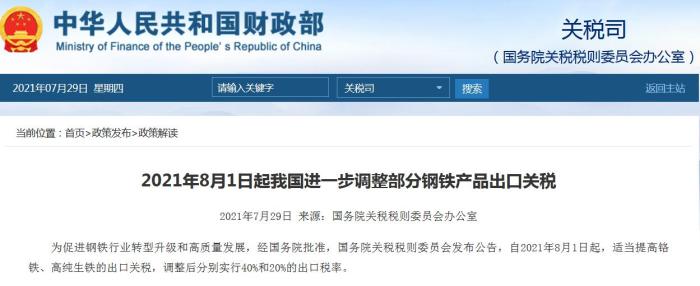 中华人民共和国财政部
Ministry of Finance of the People's Republic of China
关税司
（国务院关税税则委员会办公室）
2021年07月29日 星期四
请输入关键字
关税司
搜索
返回主站
当前位置：首页>政策发布>政策解读
2021年8月1日起我国进一步调整部分钢铁产品出口关税
2021年7月29日 来源：国务院关税税则委员会办公室
为促进钢铁行业转型升级和高质量发展，经国务院批准，国务院关税税则委员会发布公告，自2021年8月1日起，适当提高铬
铁、高纯生铁的出口关税，调整后分别实行40%和20%的出口税率。